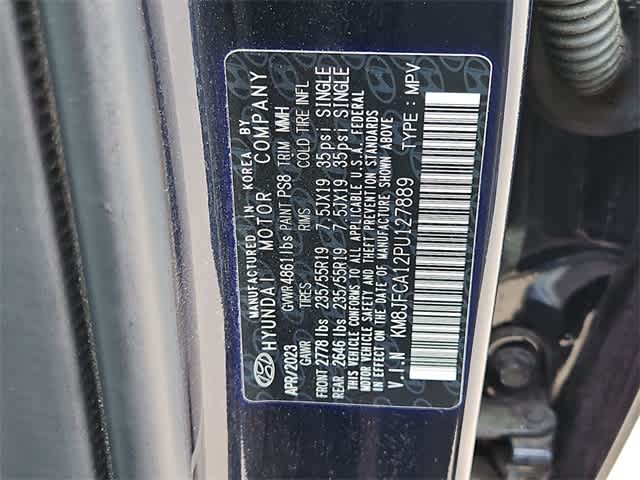 MANUFACTURED IN KOREA BY
HYUNDAI MOTOR COMPANY
APR/2023 GVWR 4861 lbs PAINT PS8 TRIM MMH
GAWR TIRES RIMS COLD TIRE INFL
FRONT 2778 lbs 235/55R19 7.5JX19 35psi SINGLE
REAR 2646 lbs 235/55R19 7.5JX19 35psi SINGLE
THIS VEHICLE CONFORMS TO ALL APPLICABLE U.S.A. FEDERAL
MOTOR VEHICLE SAFETY AND THEFT PREVENTION STANDARDS
IN EFFECT ON THE DATE OF MANUFACTURE SHOWN ABOVE
V.I.N KM8JFCA12PU127889 TYPE : MPV